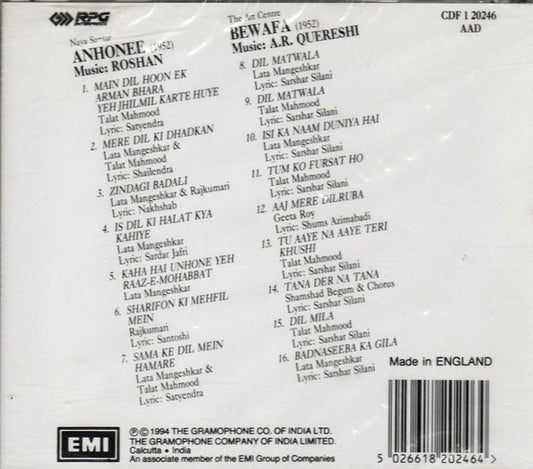 RPG
Naya Sansar
ANHONEE (1952)
Music: ROSHAN
1. MAIN DIL HOON EK
ARMAN BHARA
YEH JHILMIL KARTE HUYE
Talat Mahmood
Lyric: Satyendra
2. MERE DIL KI DHADKAN
Lata Mangeshkar &
Talat Mahmood
Lyric: Shailendra
3. ZINDAGI BADALI
Lata Mangeshkar & Rajkumari
Lyric: Nakhshab
4. IS DIL KI HALAT KYA
KAHIYE
Lata Mangeshkar
Lyric: Sardar Jafri
5. KAHA HAI UNHONE YEH
RAAZ-E-MOHABBAT
Lata Mangeshkar
6. SHARIFON KI MEHFIL
MEIN
Rajkumari
Lyric: Santoshi
7. SAMA KE DIL MEIN
HAMARE
Lata Mangeshkar &
Talat Mahmood
Lyric: Satyendra
The Art Centre
BEWAFA (1952)
Music: A.R. QUERESHI
8. DIL MATWALA
Lata Mangeshkar
Lyric: Sarshar Silani
9. DIL MATWALA
Talat Mahmood
Lyric: Sarshar Silani
10. ISI KA NAAM DUNIYA HAI
Lata Mangeshkar
Lyric: Sarshar Silani
11. TUM KO FURSAT HO
Talat Mahmood
Lyric: Sarshar Silani
12. AAJ MERE DILRUBA
Geeta Roy
Lyric: Shums Azimabadi
13. TU AAYE NA AAYE TERI
KHUSHI
Talat Mahmood
Lyric: Sarshar Silani
14. TANA DER NA TANA
Shamshad Begum & Chorus
Lyric: Sarshar Silani
15. DIL MILA
Talat Mahmood
Lyric: Sarshar Silani
16. BADNASEEBA KA GILA
Lata Mangeshkar
Lyric: Sarshar Silani
CDF 1 20246
AAD
Made in ENGLAND
5 026618 202464 >
EMI
℗ © 1994 THE GRAMOPHONE CO. OF INDIA LTD.
THE GRAMOPHONE COMPANY OF INDIA LIMITED.
Calcutta • India
An associate member of the EMI Group of Companies